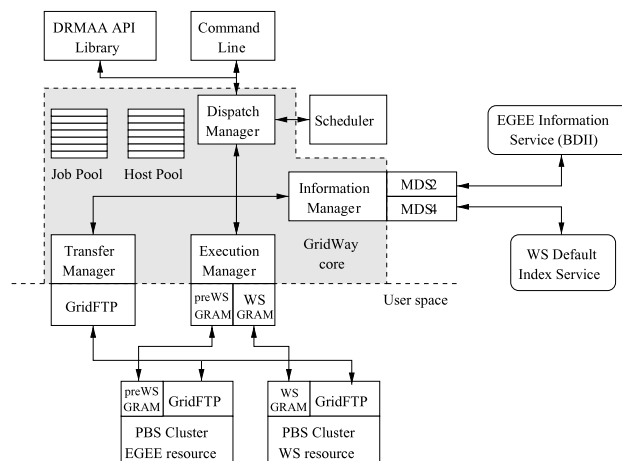 DRMAA API
Library
Command
Line
Dispatch
Manager
Scheduler
EGEE Information
Service (BDII)
Job Pool
Host Pool
Information
Manager
MDS2
MDS4
Transfer
Manager
Execution
Manager
GridWay
core
WS Default
Index Service
User space
GridFTP
preWS
GRAM
WS
GRAM
preWS
GRAM
GridFTP
WS
GRAM
GridFTP
PBS Cluster
EGEE resource
PBS Cluster
WS resource